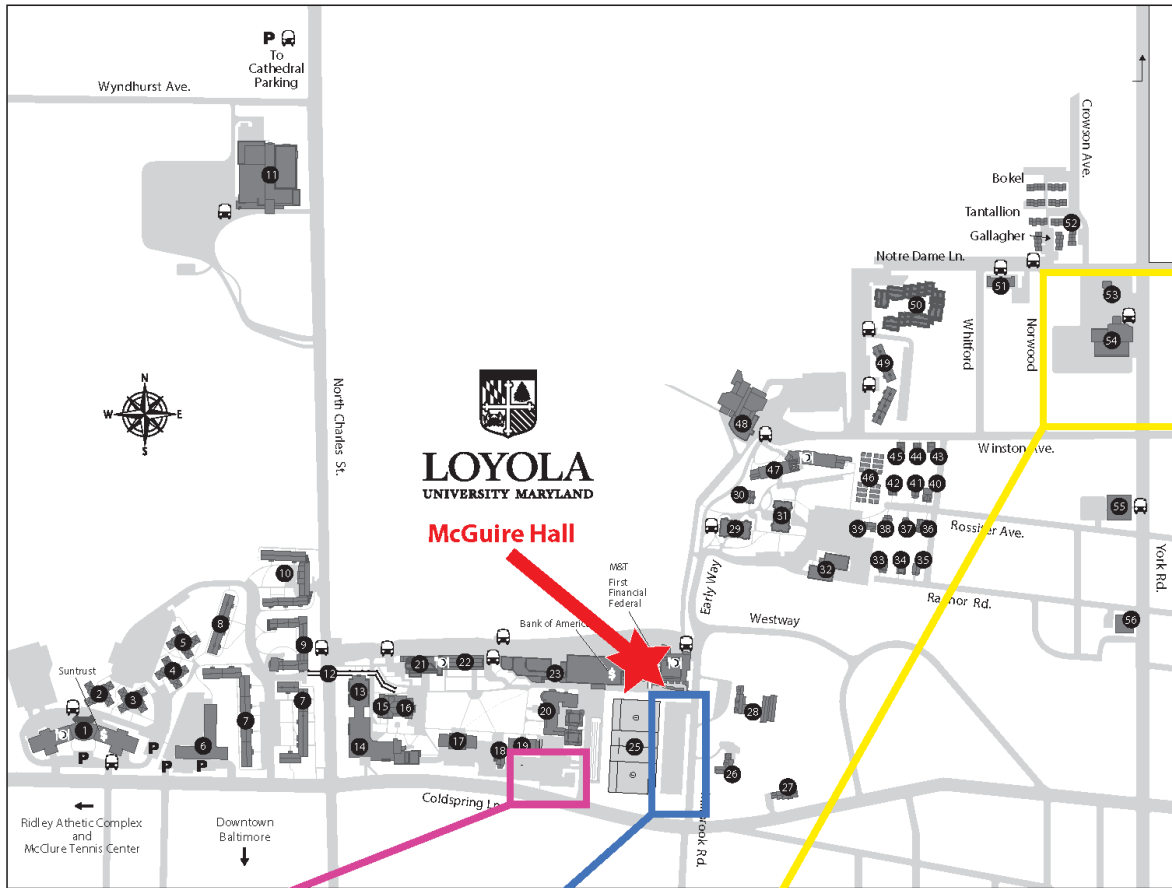 P
To
Cathedral
Parking
Wyndhurst Ave.
11
Crowson Ave.
Bokel
Tantallion
52
Gallagher
Notre Dame Ln.
51
53
50
54
Whitford
Norwood
49
N
W
E
S
North Charles St.
LOYOLA
UNIVERSITY MARYLAND
48
Winston Ave.
45
44
43
47
46
42
41
40
30
31
55
McGuire Hall
29
39
38
37
36
Rossiter Ave.
York Rd.
M&T
First
Financial
Federal
Early Way
32
33
34
35
Radnor Rd.
10
8
Bank of America
Westway
56
5
9
4
12
21
22
23
$
Suntrust
2
3
13
15
16
20
28
1
$
7
7
6
14
17
18
19
25
26
27
P
P
P
Coldspring Ln.
Ridley Athetic Complex
and
McClure Tennis Center
Downtown
Baltimore